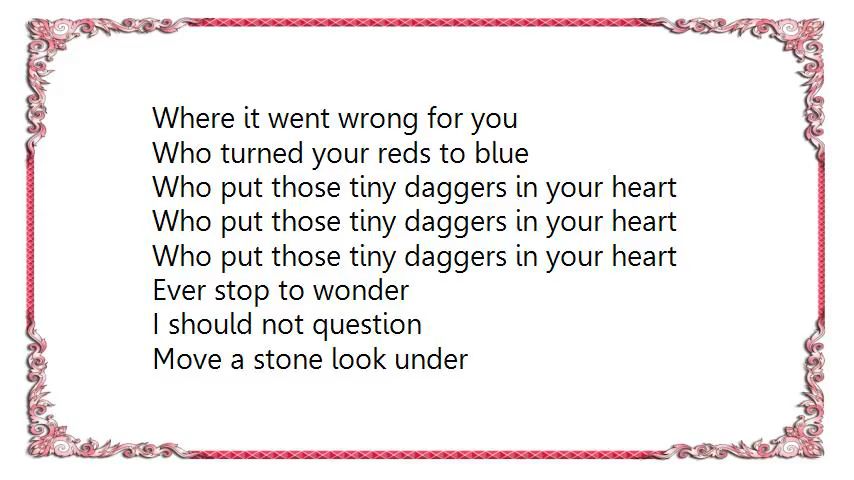 Where it went wrong for you
Who turned your reds to blue
Who put those tiny daggers in your heart
Who put those tiny daggers in your heart
Who put those tiny daggers in your heart
Ever stop to wonder
I should not question
Move a stone look under